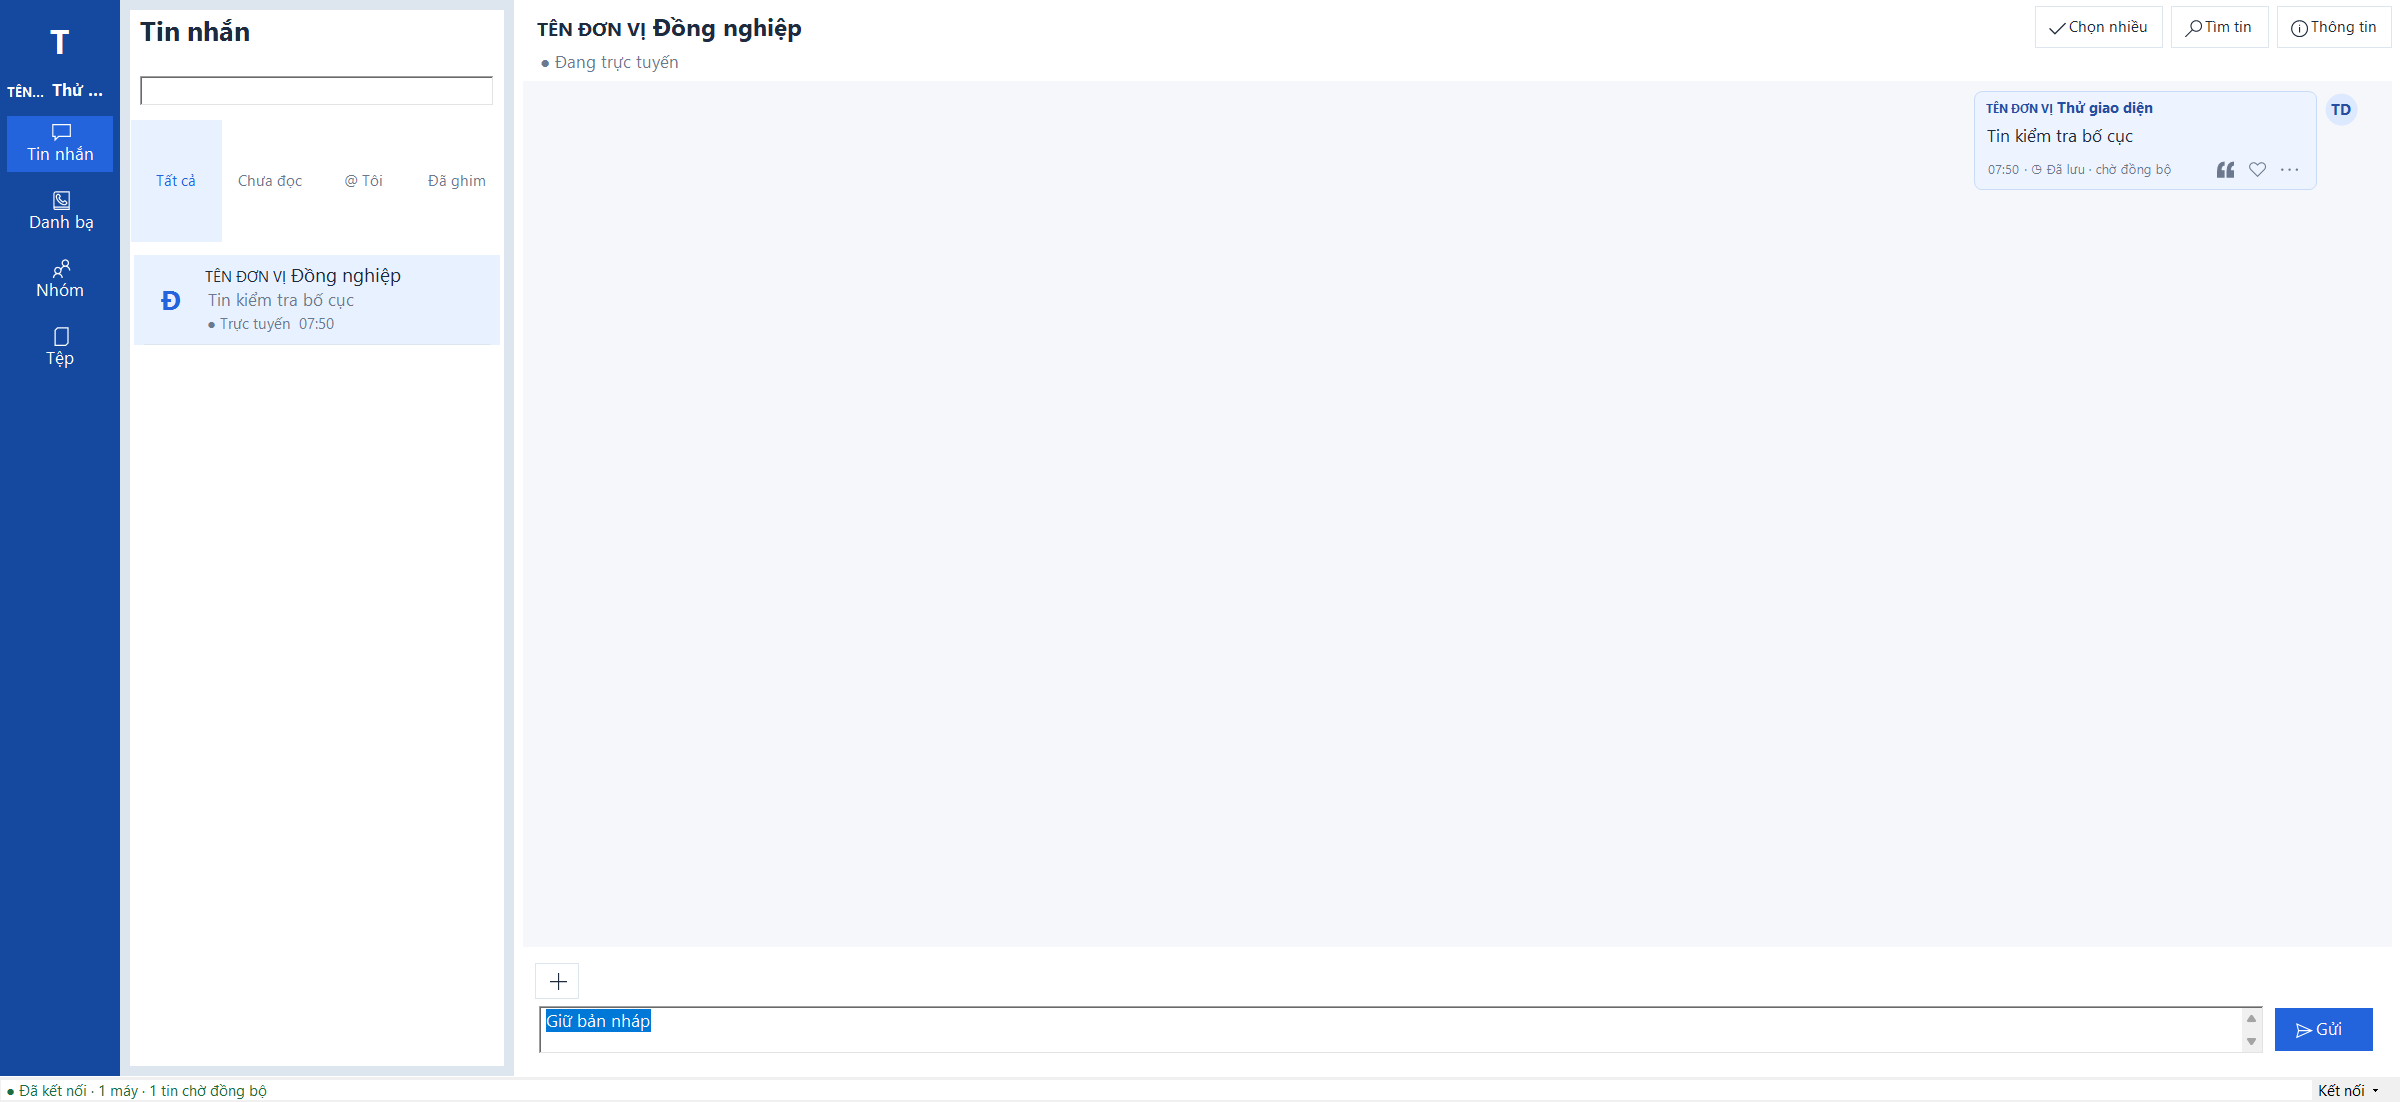 T
TÊN... Thử ...
Tin nhắn
Danh bạ
Nhóm
Tệp
Tin nhắn
Tất cả
Chưa đọc
@ Tôi
Đã ghim
Đ
TÊN ĐƠN VỊ Đồng nghiệp
Tin kiểm tra bố cục
● Trực tuyến 07:50
TÊN ĐƠN VỊ Đồng nghiệp
● Đang trực tuyến
Chọn nhiều
Tìm tin
Thông tin
TÊN ĐƠN VỊ Thử giao diện
TD
Tin kiểm tra bố cục
07:50 · ◷ Đã lưu · chờ đồng bộ
Giữ bản nháp
Gửi
● Đã kết nối · 1 máy · 1 tin chờ đồng bộ
Kết nối